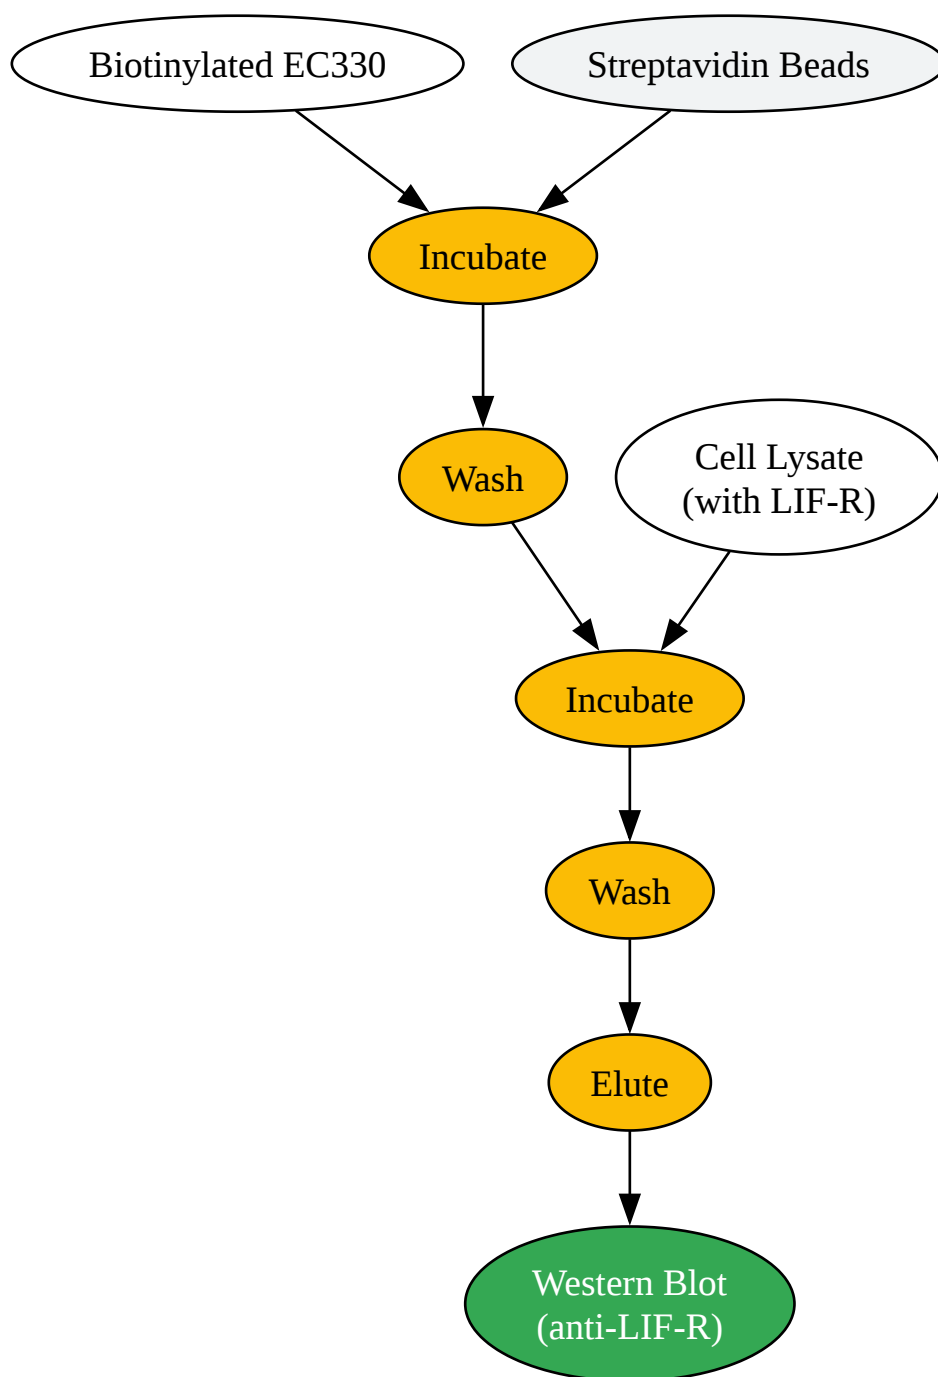 Biotinylated EC330
Streptavidin Beads
Incubate
Wash
Cell Lysate
(with LIF-R)
Incubate
Wash
Elute
Western Blot
(anti-LIF-R)